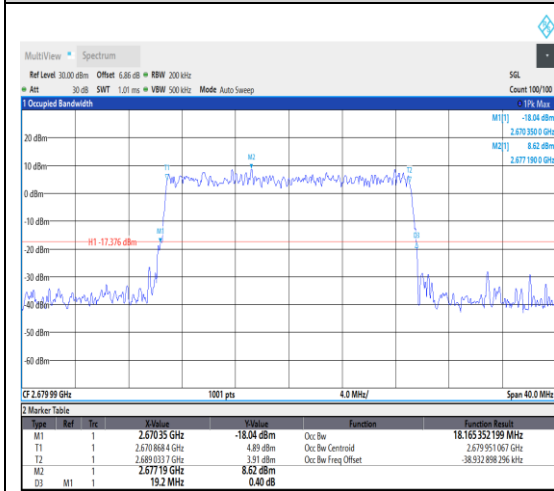 MultiView Spectrum
Ref Level 30.00 dBm Offset 6.86 dB RBW 200 kHz SGL
Att 30 dB SWT 1.01 ms VBW 500 kHz Mode Auto Sweep Count 100/100
1 Occupied Bandwidth 1Pk Max
M1[1] -18.04 dBm
2.670 350 0 GHz
M2[1] 8.62 dBm
2.677 190 0 GHz
20 dBm
10 dBm
0 dBm
-10 dBm
-20 dBm
-30 dBm
-40 dBm
-50 dBm
-60 dBm
T1
M2
T2
M1
D3
H1 -17.376 dBm
CF 2.679 99 GHz 1001 pts 4.0 MHz/ Span 40.0 MHz
2 Marker Table
Type Ref Trc X-Value Y-Value Function Function Result
M1 1 2.670 35 GHz -18.04 dBm Occ Bw 18.165 352 199 MHz
T1 1 2.670 868 4 GHz 4.89 dBm Occ Bw Centroid 2.679 951 067 GHz
T2 1 2.689 033 7 GHz 3.91 dBm Occ Bw Freq Offset -38.932 898 296 kHz
M2 1 2.677 19 GHz 8.62 dBm
D3 M1 1 19.2 MHz 0.40 dB